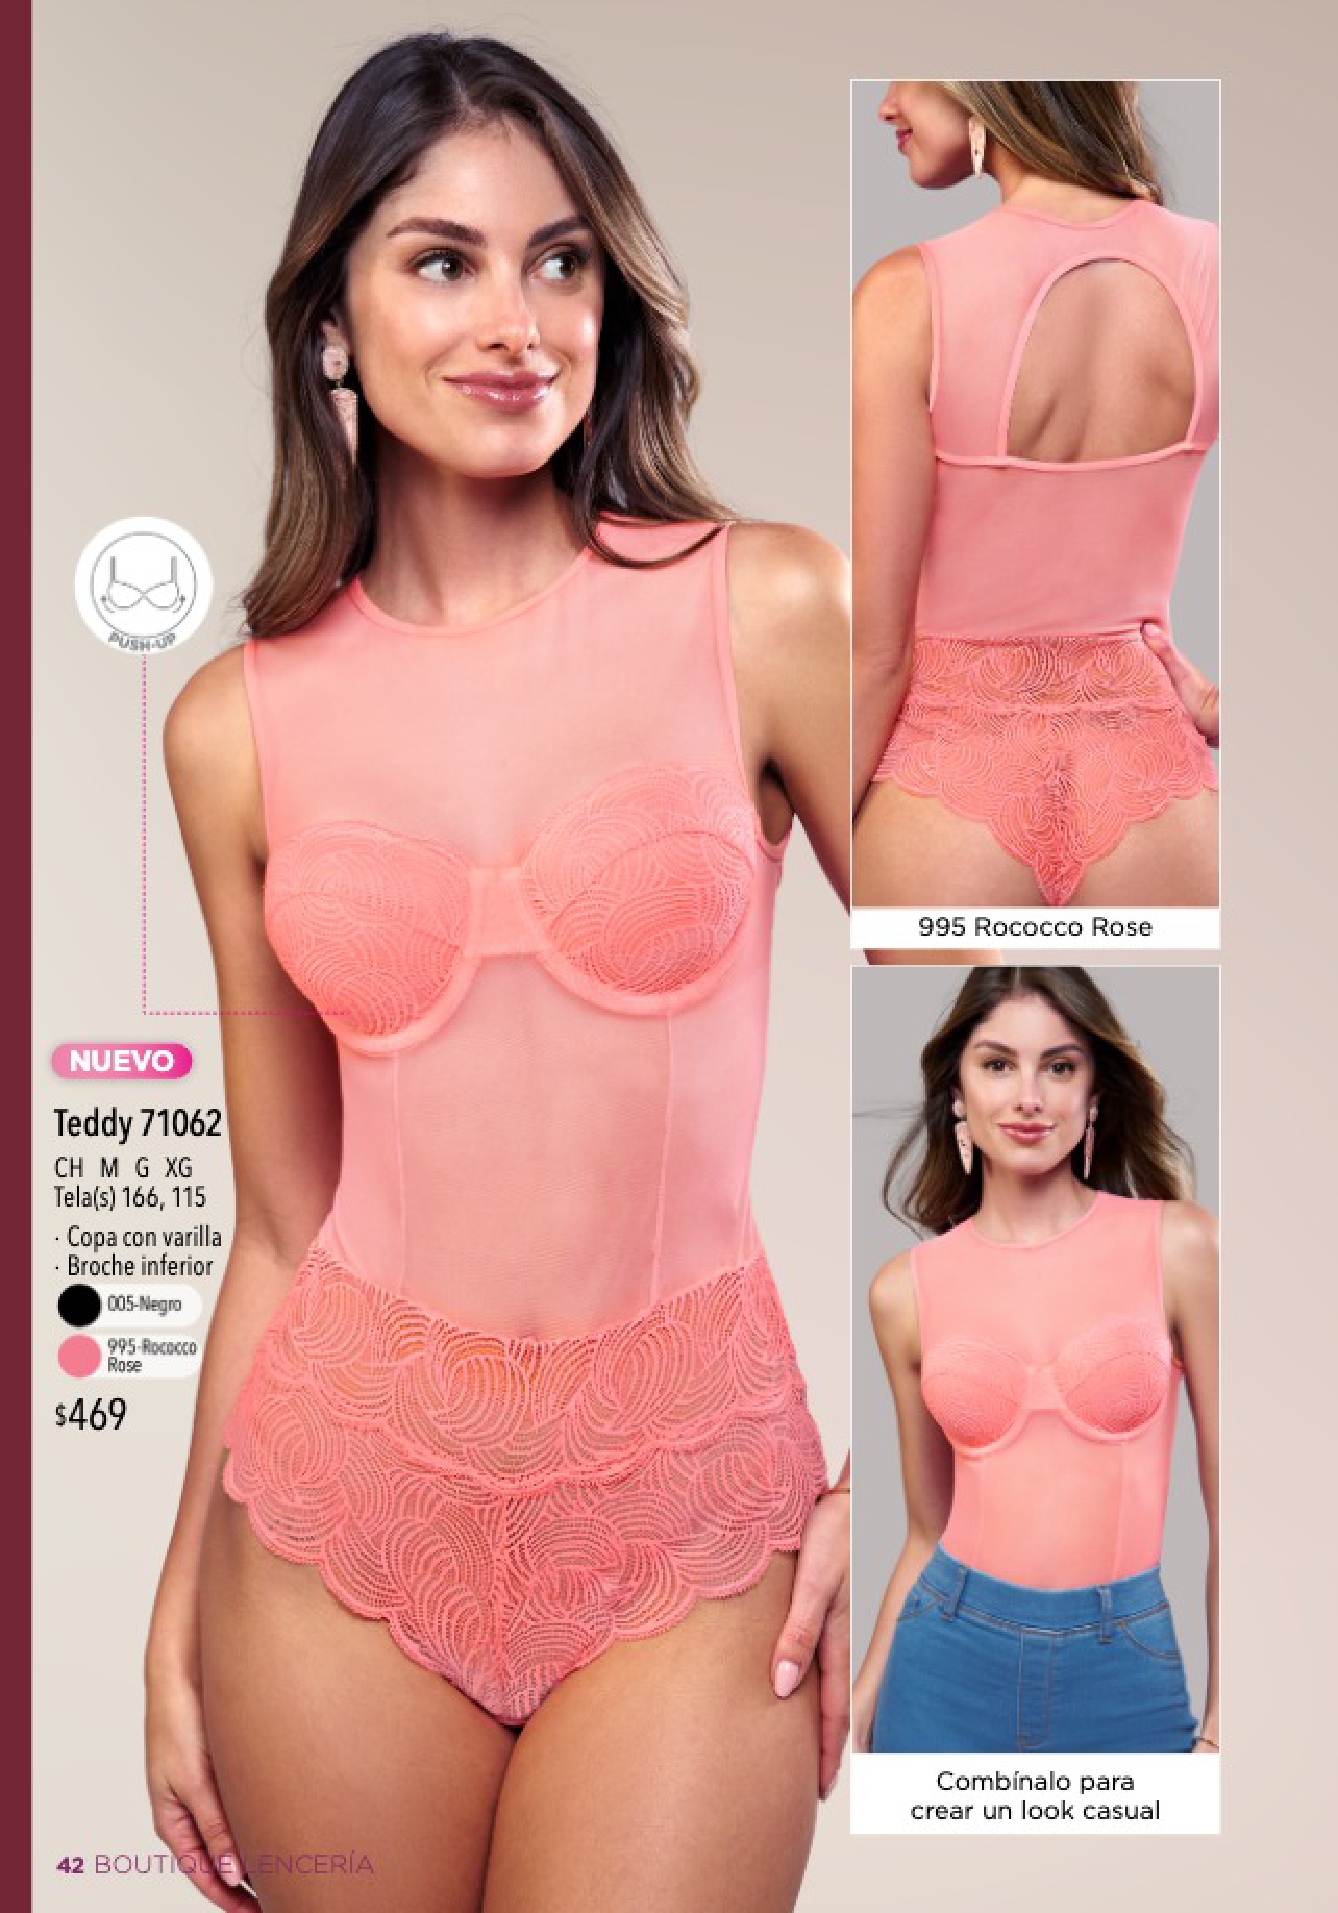 PUSH-UP
NUEVO
Teddy 71062
CH M G XG
Tela(s) 166, 115
· Copa con varilla
· Broche inferior
005-Negro
995-Rococco
Rose
$469
995 Rococco Rose
Combínalo para
crear un look casual
42 BOUTIQUE LENCERÍA